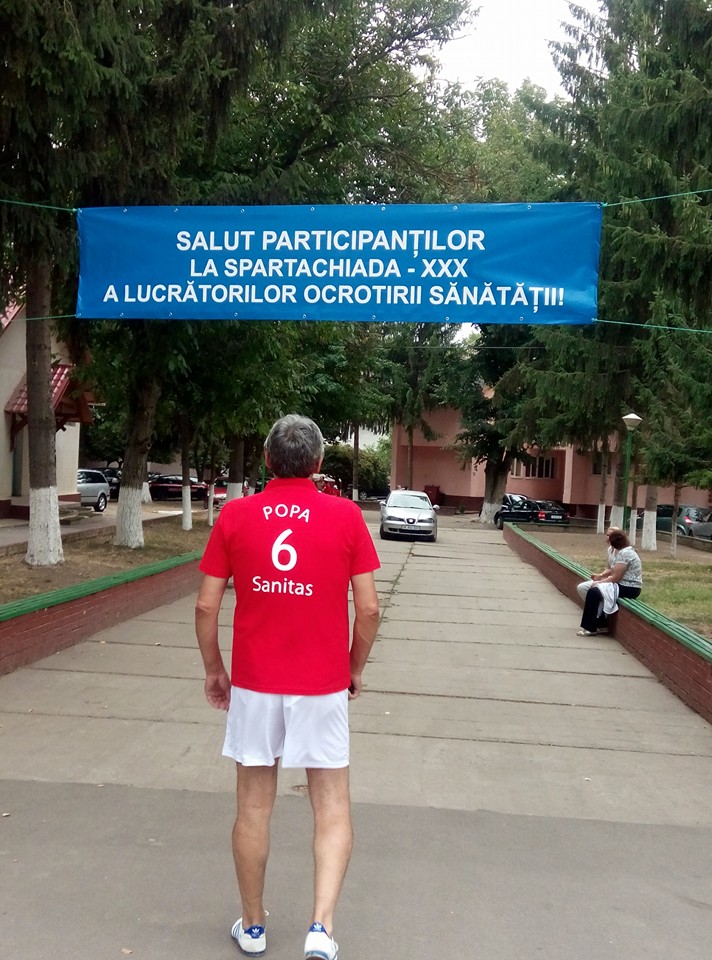 SALUT PARTICIPANȚILOR
LA SPARTACHIADA - XXX
A LUCRĂTORILOR OCROTIRII SĂNĂTĂȚII!
POPA
6
Sanitas